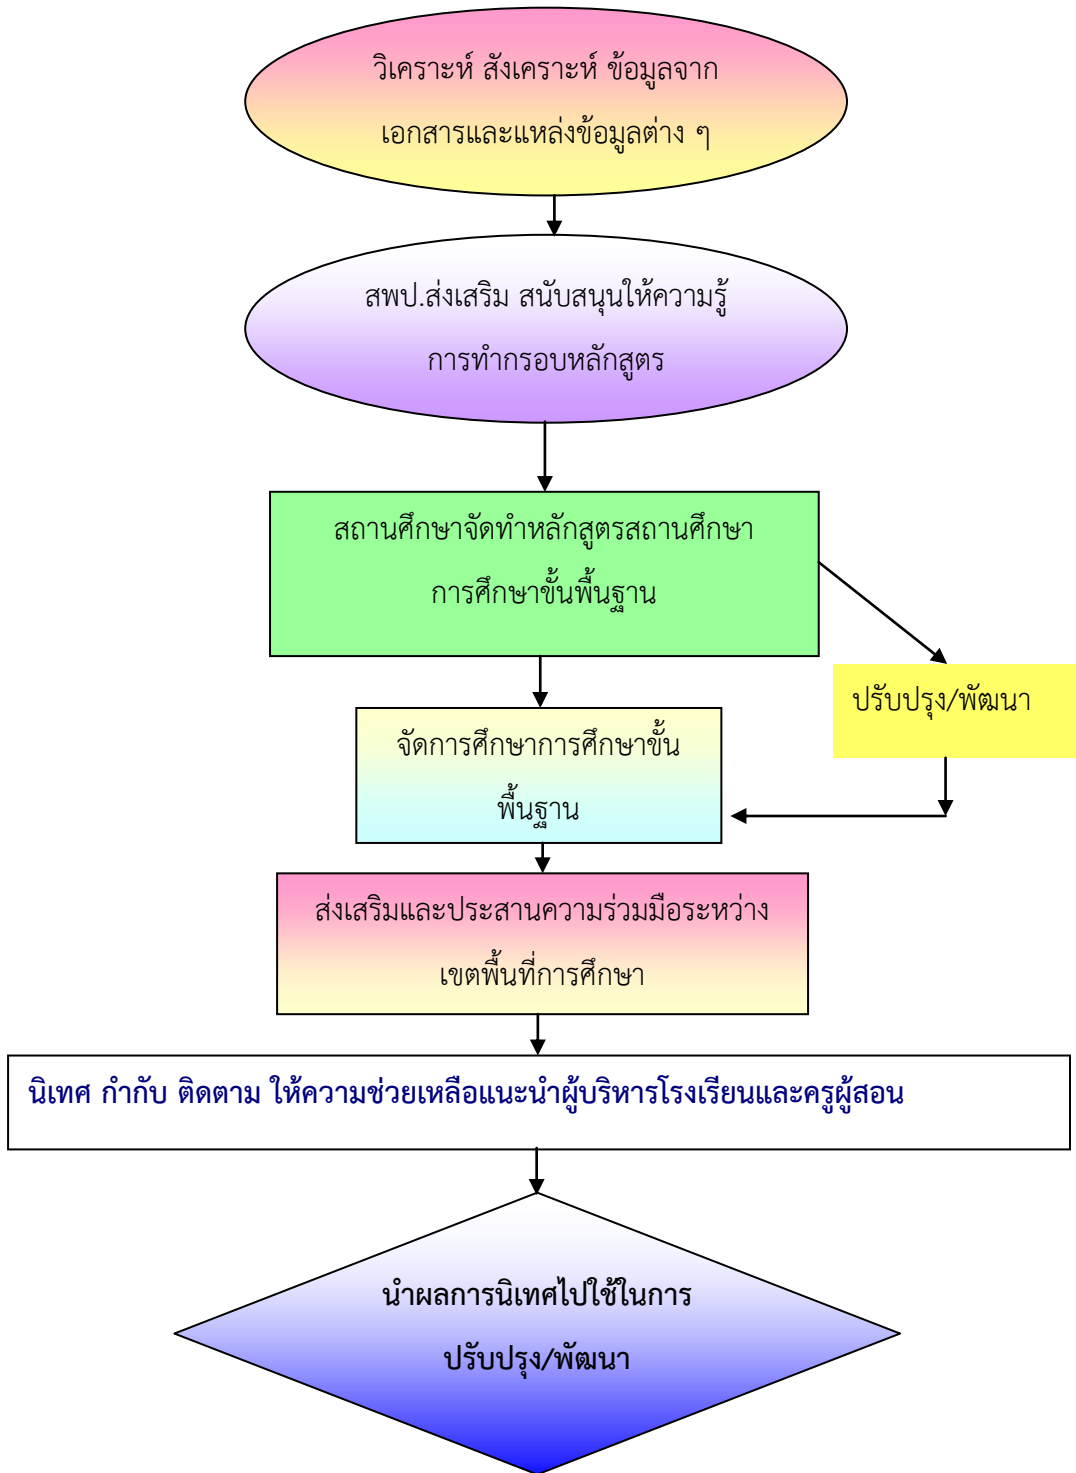 วิเคราะห์ สังเคราะห์ ข้อมูลจาก
เอกสารและแหล่งข้อมูลต่าง ๆ
สพป.ส่งเสริม สนับสนุนให้ความรู้
การทำกรอบหลักสูตร
สถานศึกษาจัดทำหลักสูตรสถานศึกษา
การศึกษาขั้นพื้นฐาน
ปรับปรุง/พัฒนา
จัดการศึกษาการศึกษาขั้น
พื้นฐาน
ส่งเสริมและประสานความร่วมมือระหว่าง
เขตพื้นที่การศึกษา
นิเทศ กำกับ ติดตาม ให้ความช่วยเหลือแนะนำผู้บริหารโรงเรียนและครูผู้สอน
นำผลการนิเทศไปใช้ในการ
ปรับปรุง/พัฒนา